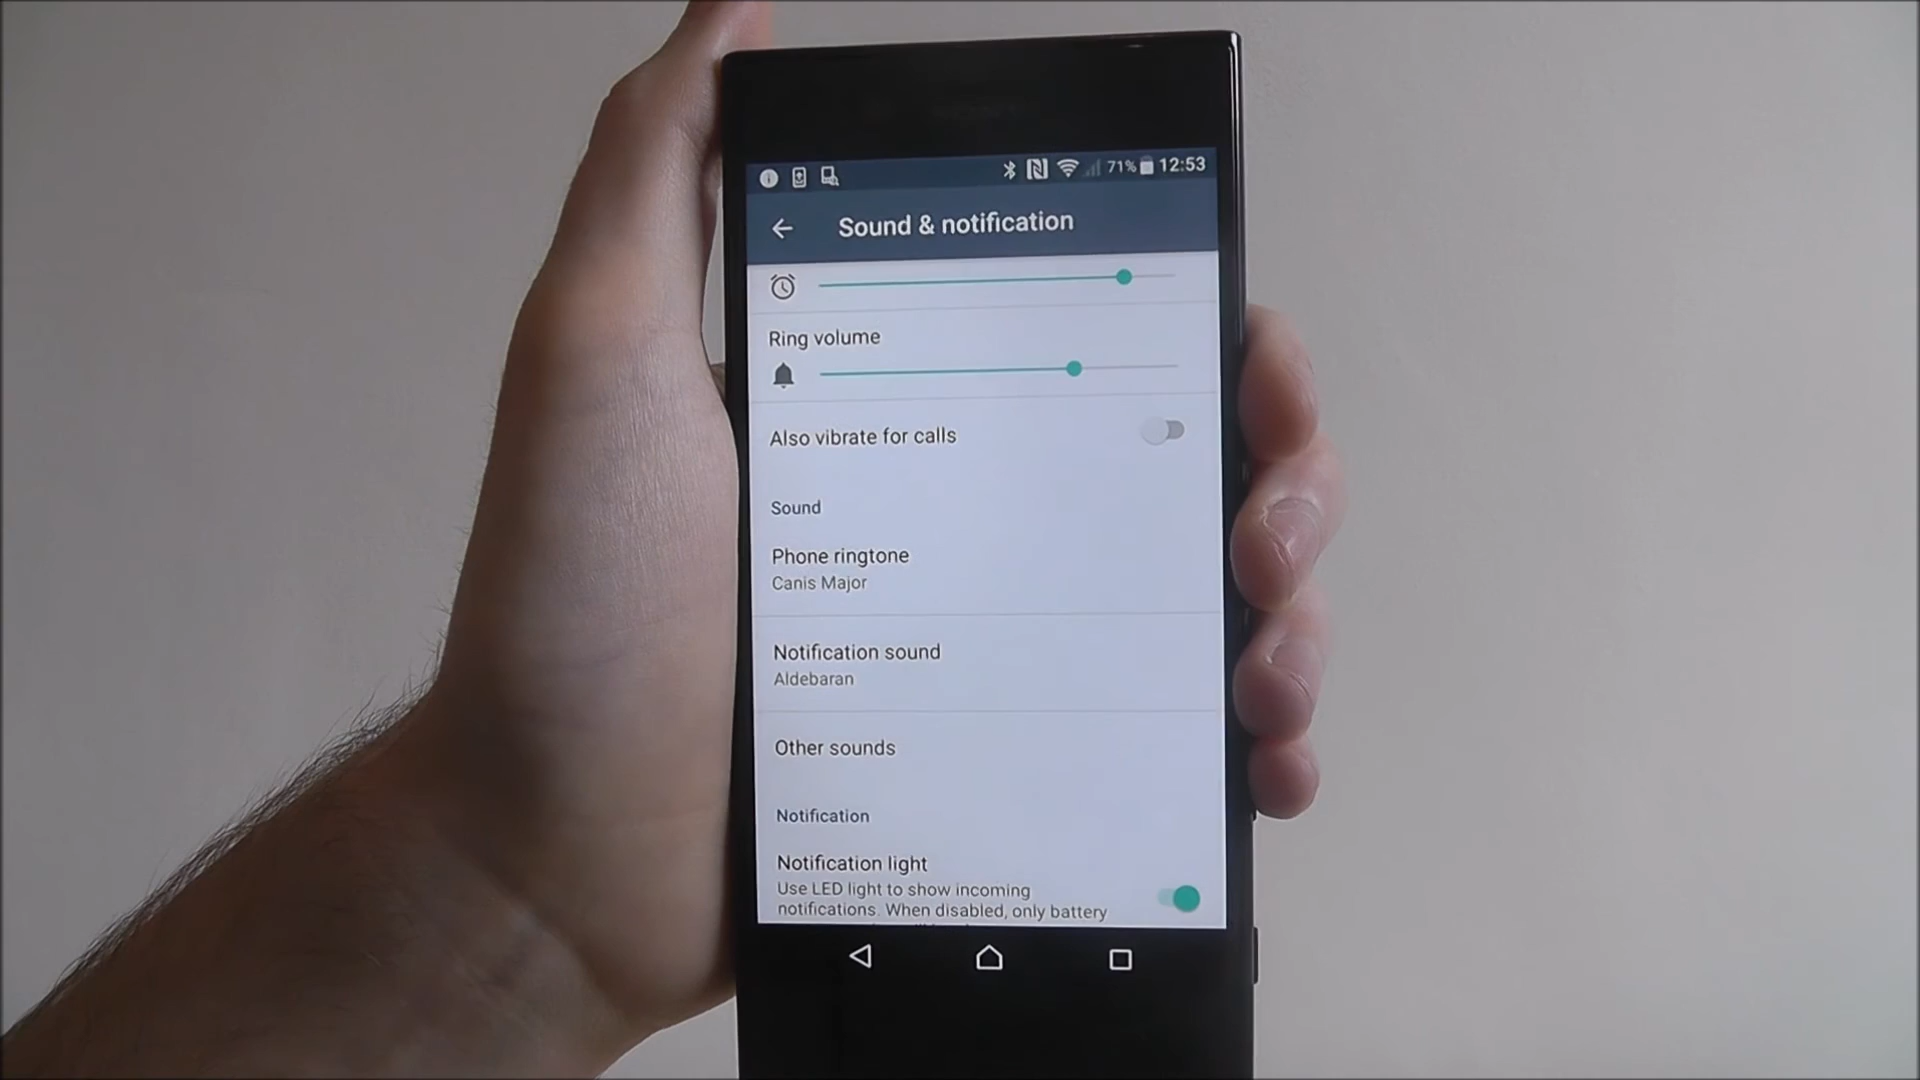 71% 12:53
Sound & notification
Ring volume
Also vibrate for calls
Sound
Phone ringtone
Canis Major
Notification sound
Aldebaran
Other sounds
Notification
Notification light
Use LED light to show incoming
notifications. When disabled, only battery